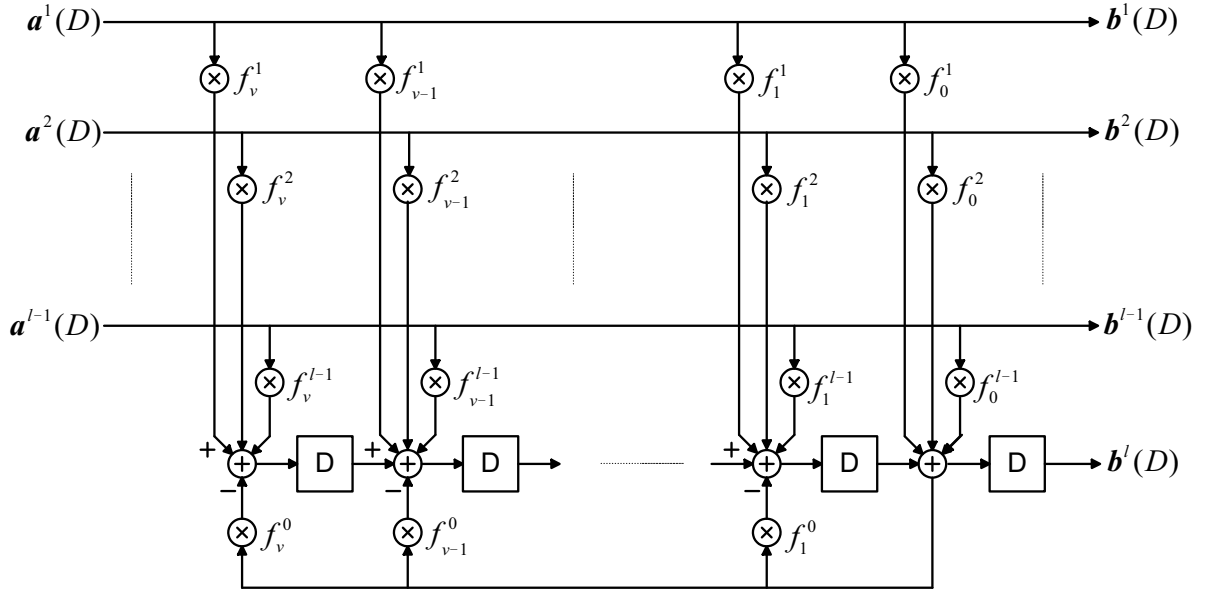 a¹(D) b¹(D)
× f_v^1 × f_{v−1}^1 × f_1^1 × f_0^1
a²(D) b²(D)
× f_v^2 × f_{v−1}^2 × f_1^2 × f_0^2
a^{l−1}(D) b^{l−1}(D)
× f_v^{l−1} × f_{v−1}^{l−1} × f_1^{l−1} × f_0^{l−1}
+ + D + + D + + D + D b^l(D)
− − −
× f_v^0 × f_{v−1}^0 × f_1^0